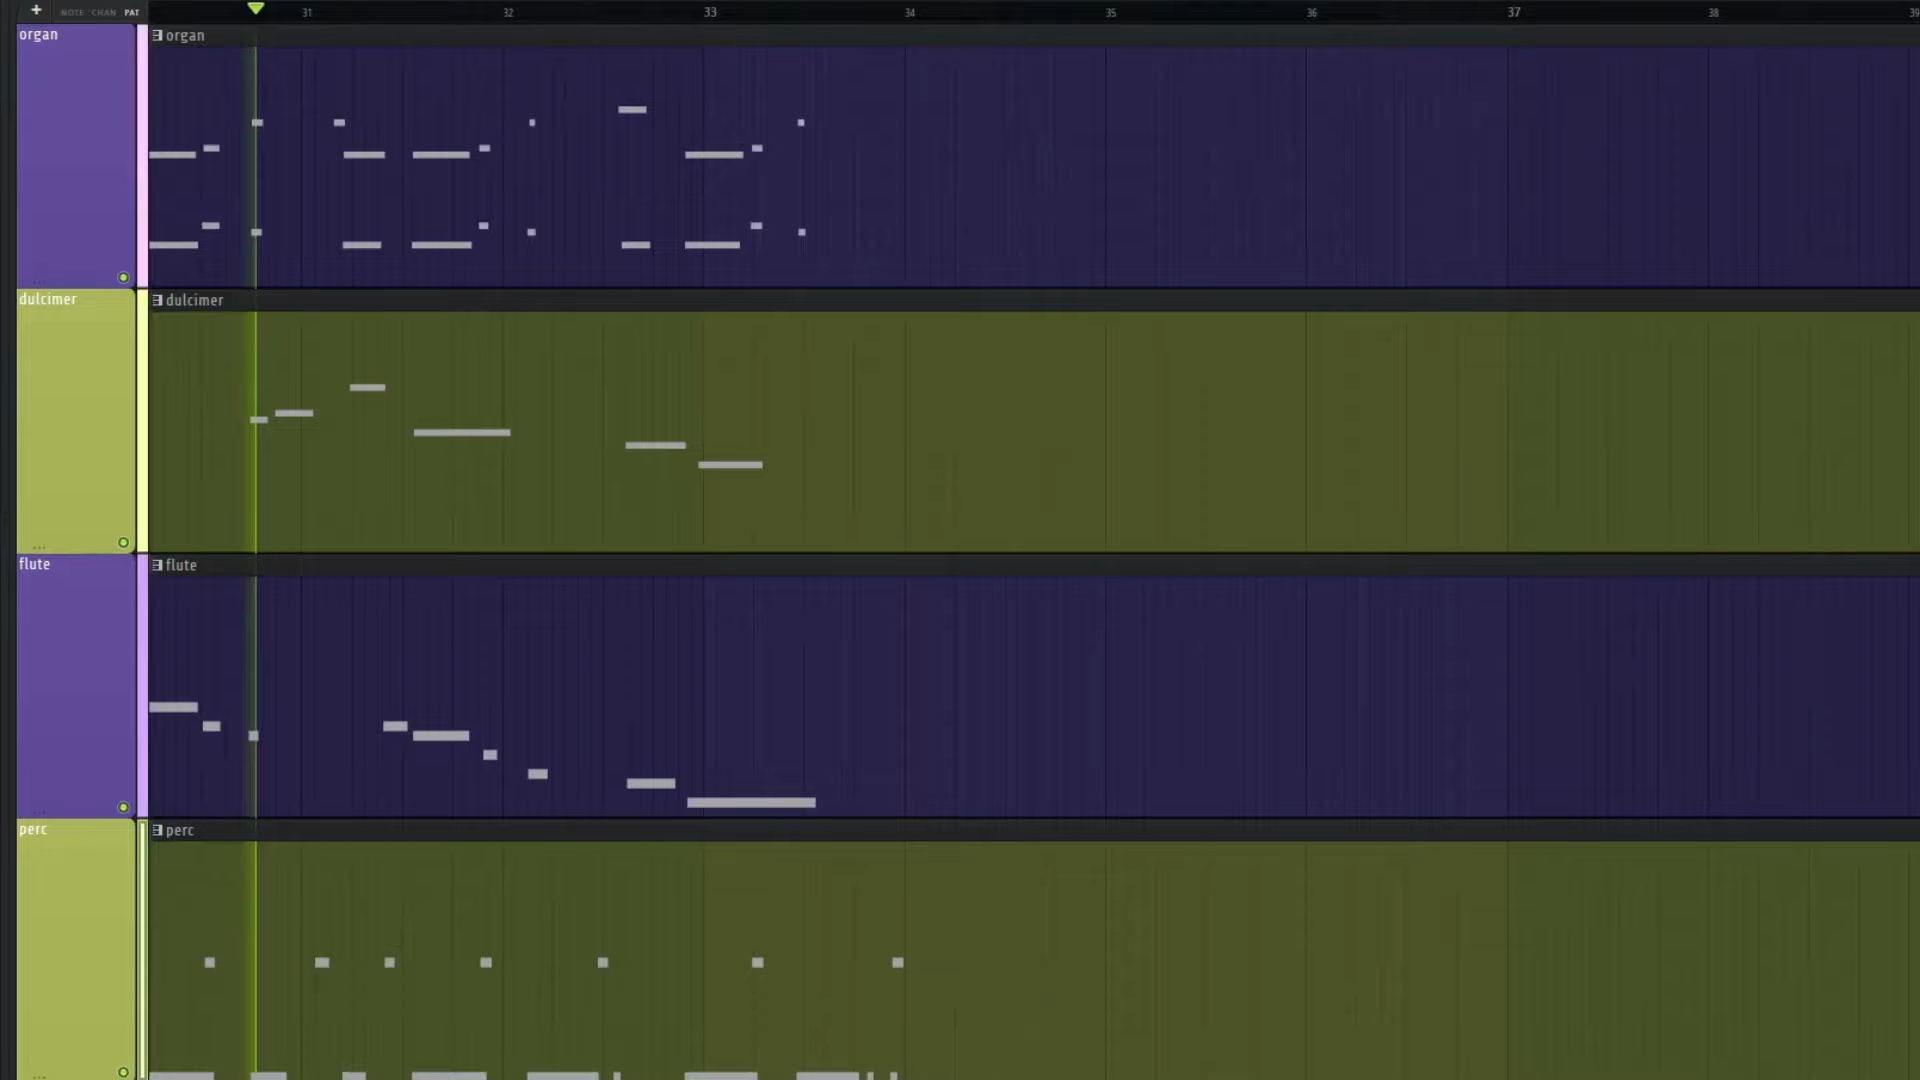 + NOTE CHAN PAT 31 32 33 34 35 36 37 38 39
organ
organ
dulcimer
dulcimer
flute
flute
perc
perc